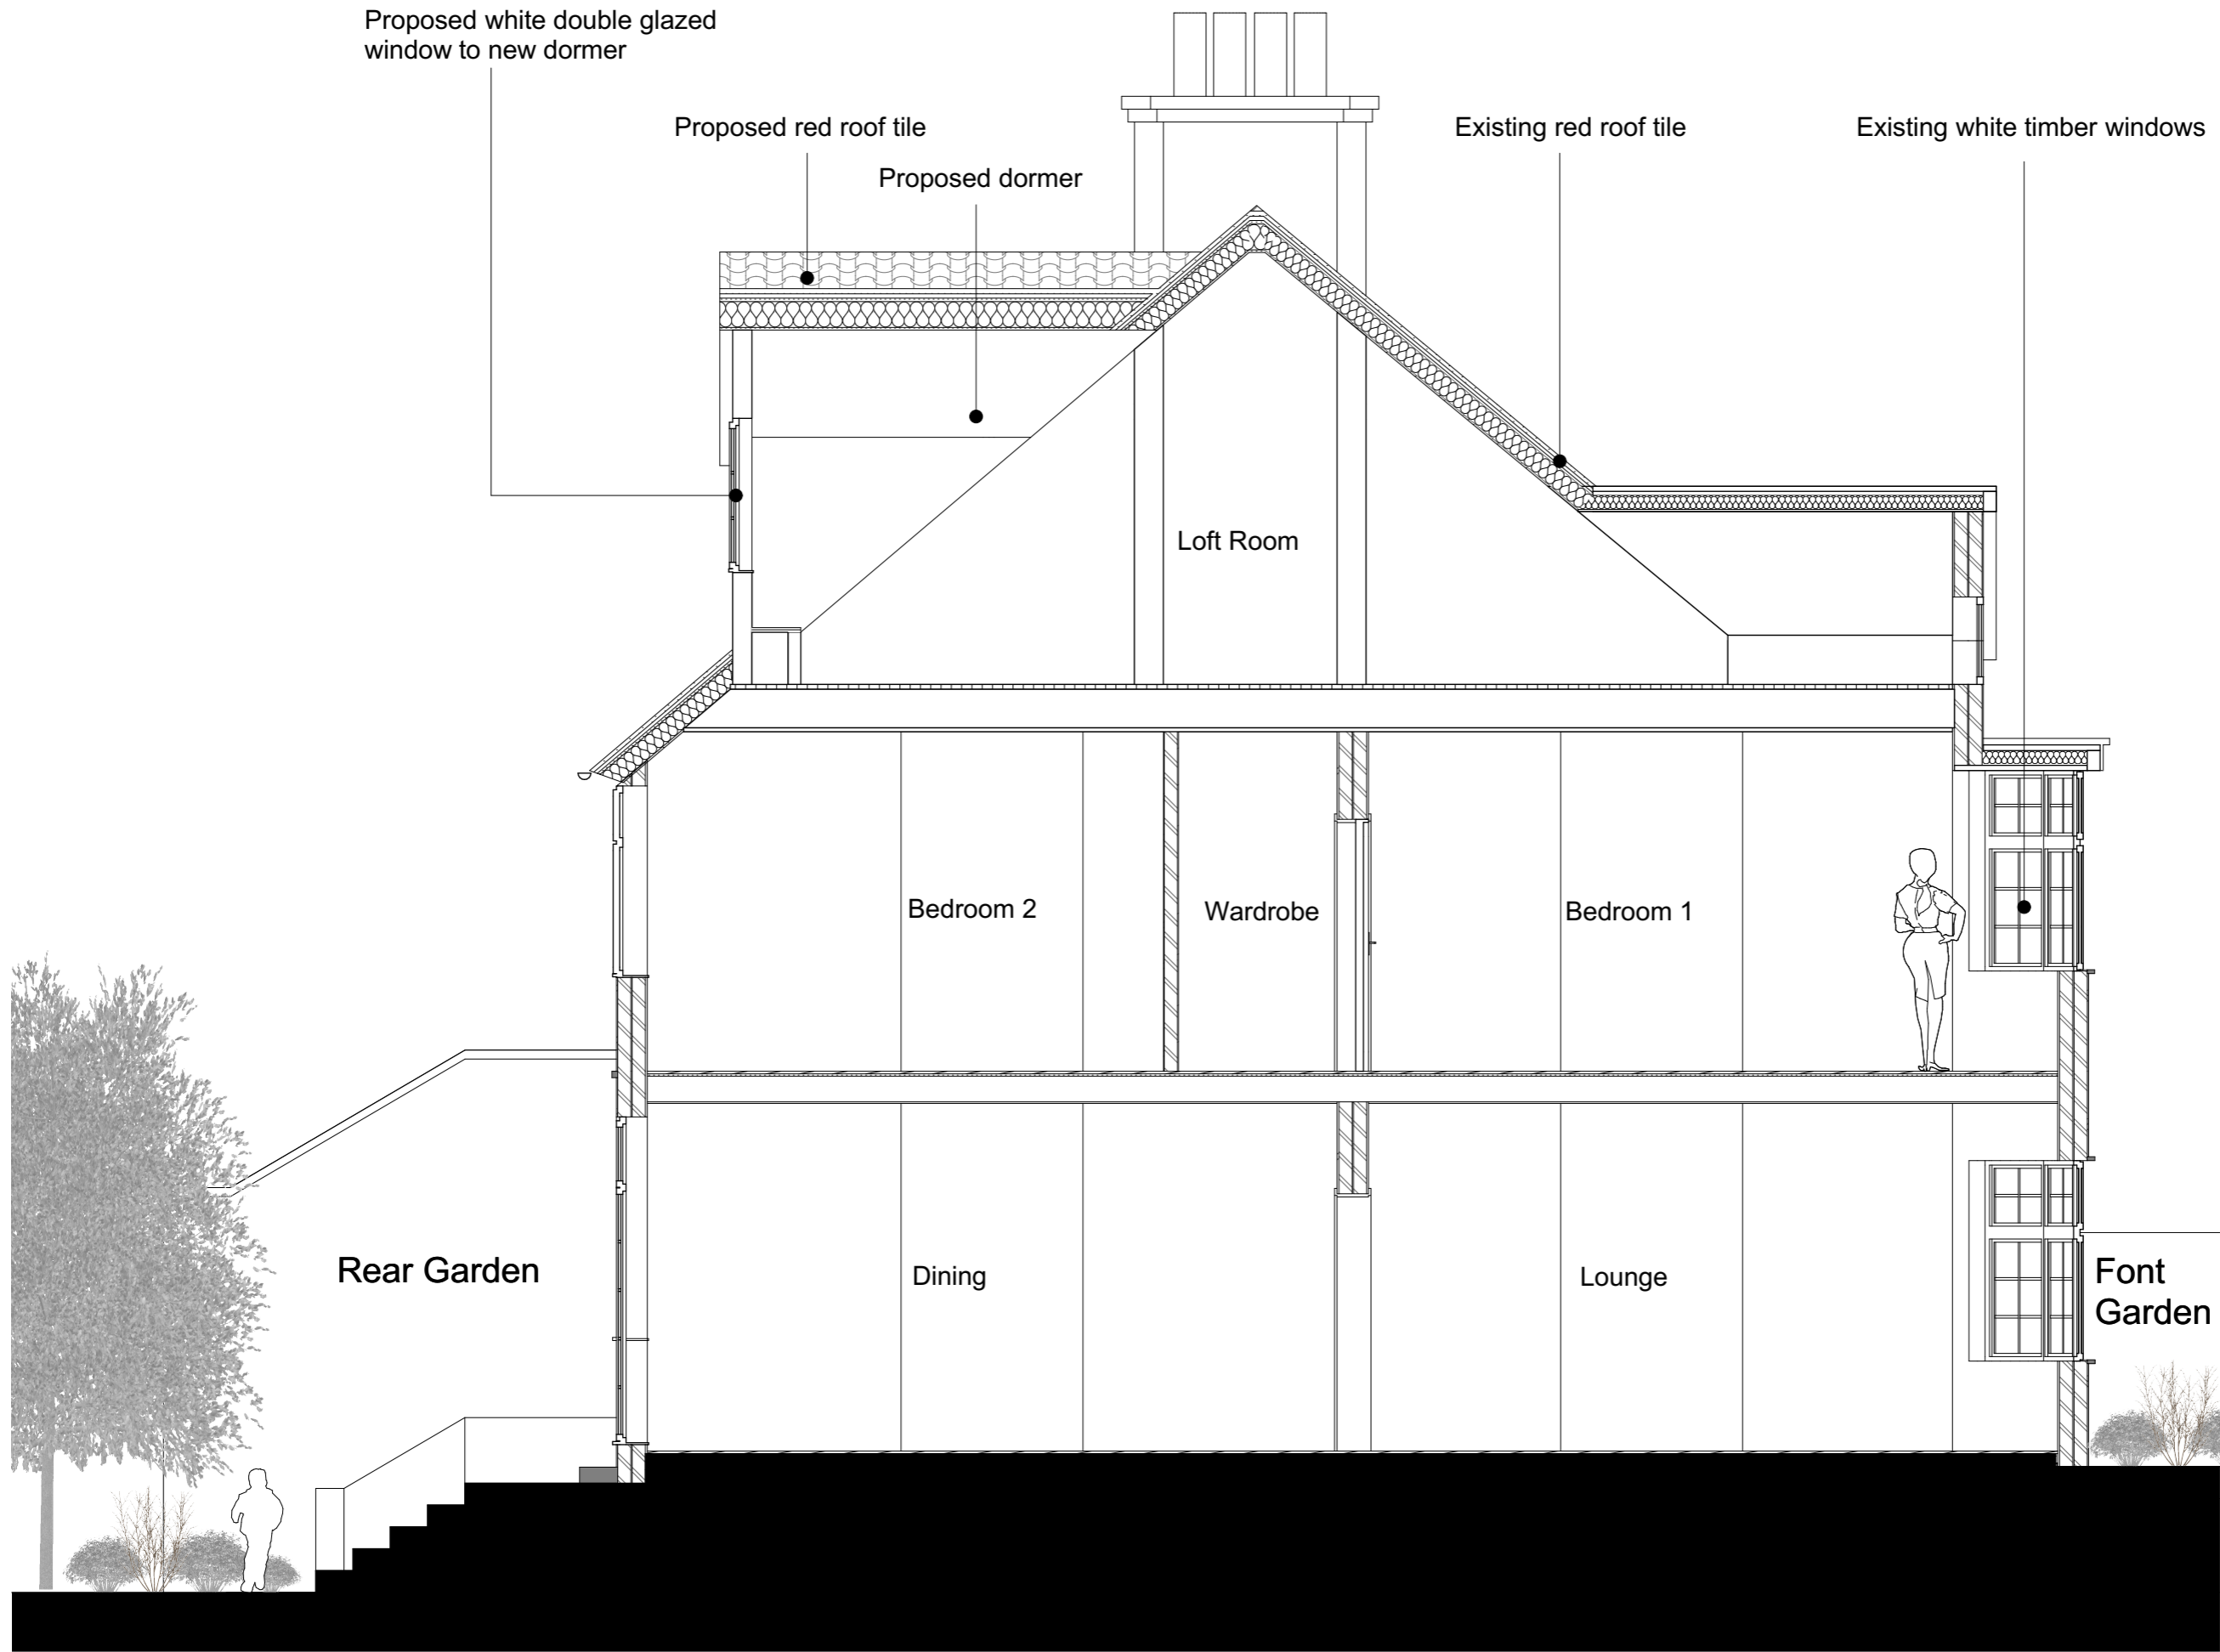 Proposed white double glazed
window to new dormer
Proposed red roof tile
Existing red roof tile
Existing white timber windows
Proposed dormer
Loft Room
Bedroom 2
Wardrobe
Bedroom 1
Rear Garden
Dining
Lounge
Font
Garden